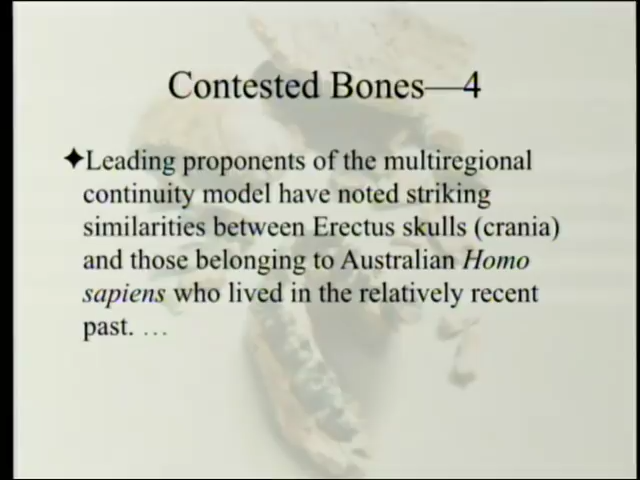 Contested Bones—4
✦Leading proponents of the multiregional
continuity model have noted striking
similarities between Erectus skulls (crania)
and those belonging to Australian Homo
sapiens who lived in the relatively recent
past. …